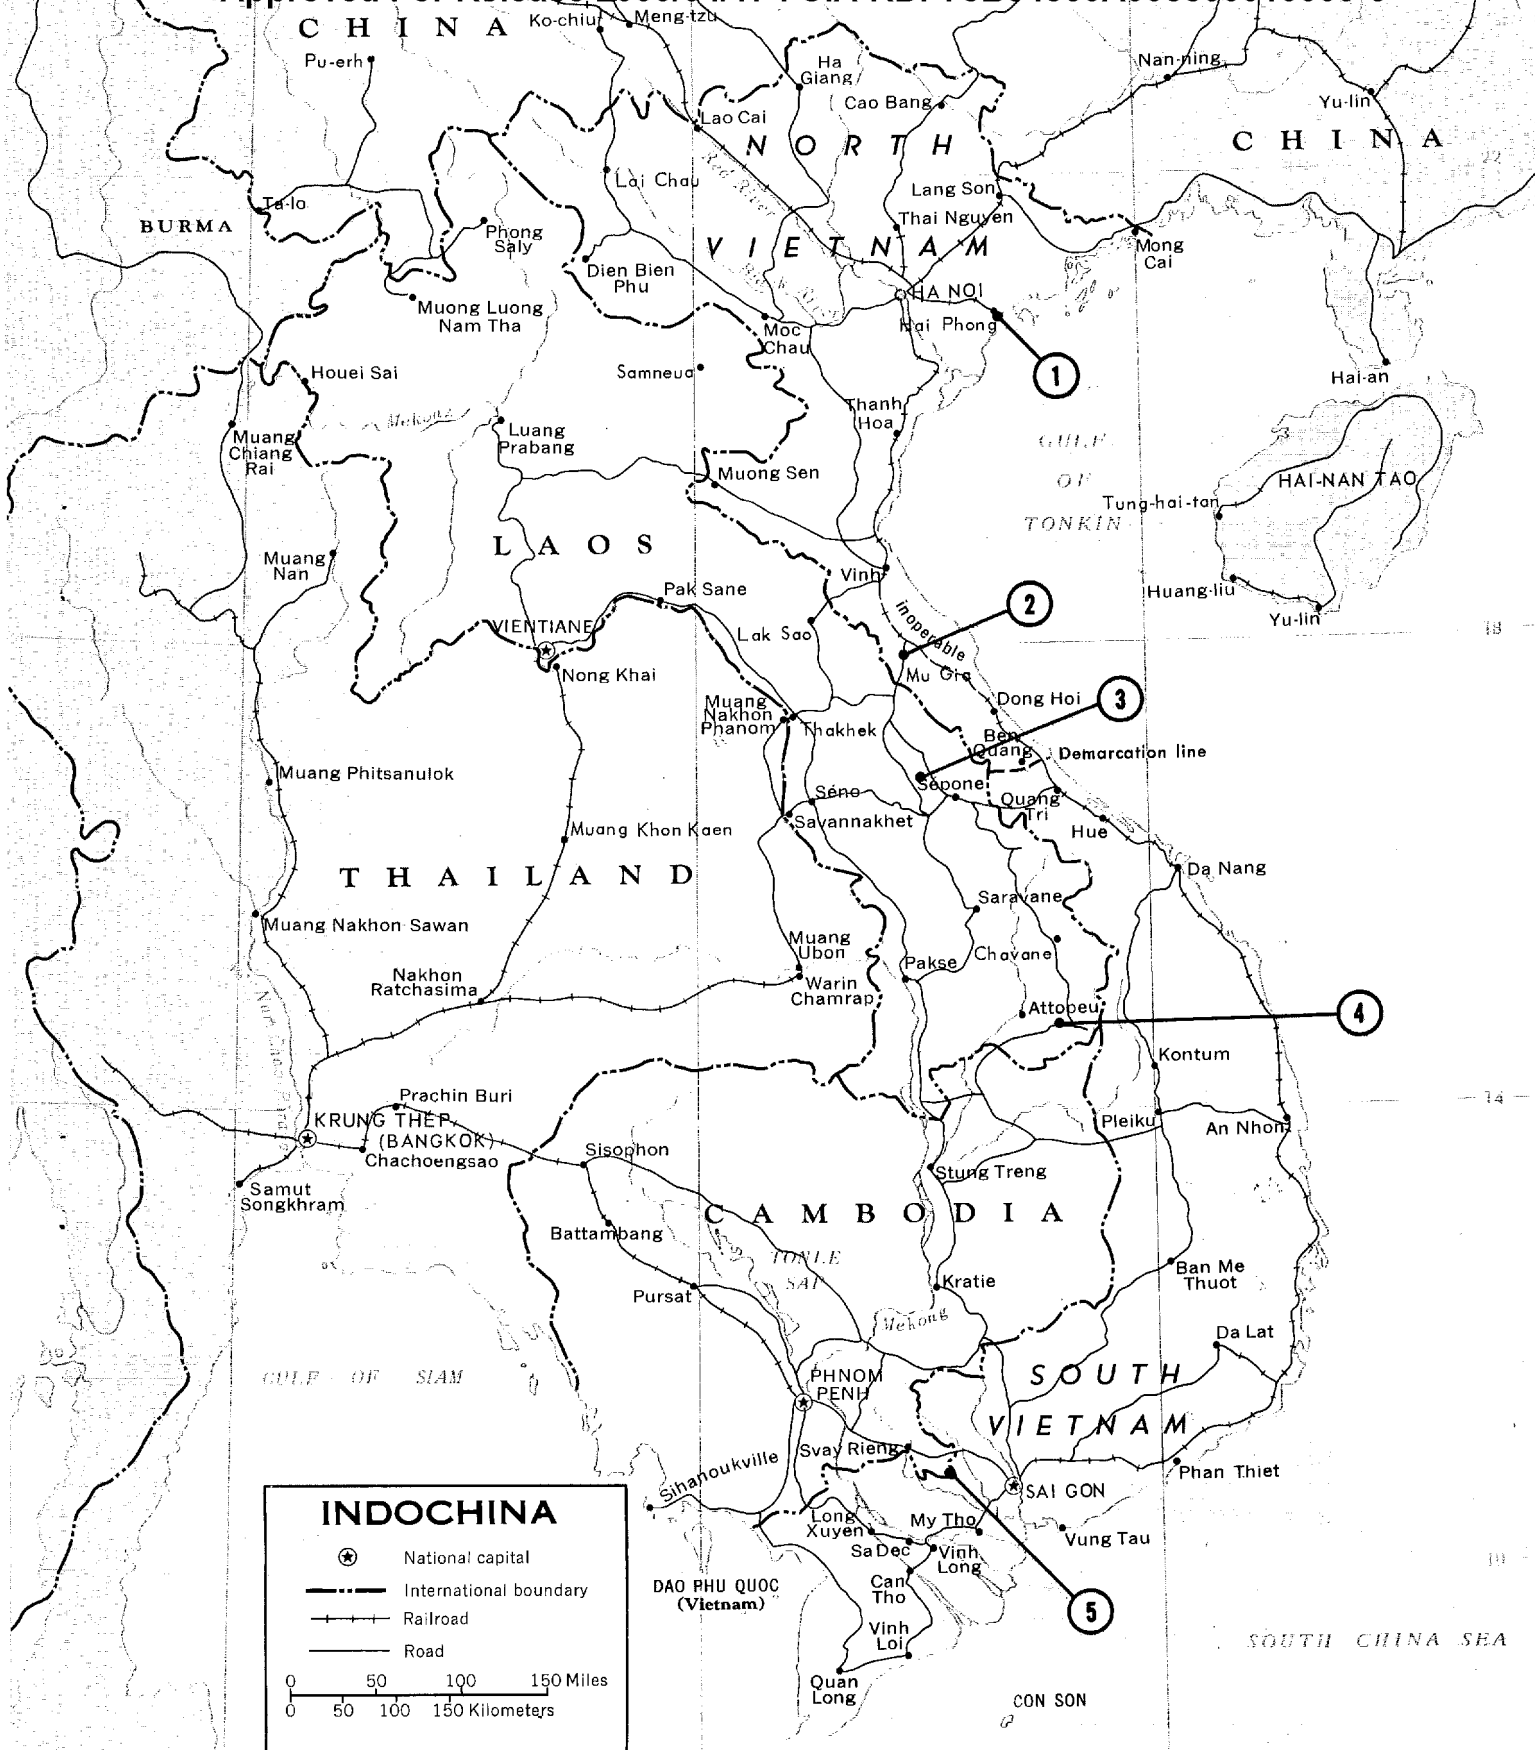 CHINA
Ko-chiu
Meng-tzu
Pu-erh
Ha
Giang
Cao Bang
Nan-ning
Yu-lin
Lao Cai
NORTH
CHINA
22
Red River
Lai Chau
Lang Son
Ta-lo
BURMA
Phong
Saly
Thai Nguyen
VIETNAM
Mong
Cai
Dien Bien
Phu
HA NOI
Muong Luong
Nam Tha
Hai Phong
Moc
Chau
1
Houei Sai
Samneua
Hai-an
Mekong
Thanh
Hoa
Luang
Prabang
Muang
Chiang
Rai
GULF
OF
TONKIN
Muong Sen
HAI-NAN TAO
Tung-hai-tan
LAOS
Muang
Nan
Vinh
Pak Sane
Huang-liu
Yu-lin
2
inoperable
VIENTIANE
Lak Sao
18
Nong Khai
Mu Gia
Muang
Nakhon
Phanom
Thakhek
Dong Hoi
3
Ben
Quang
Demarcation line
Muang Phitsanulok
Sepone
Séno
Quang
Tri
Savannakhet
Hue
Muang Khon Kaen
THAILAND
Da Nang
Saravane
Muang Nakhon Sawan
Muang
Ubon
Chavane
Pakse
Nakhon
Ratchasima
Warin
Chamrap
Attopeu
4
Kontum
Prachin Buri
14
KRUNG THEP
(BANGKOK)
Pleiku
An Nhon
Chachoengsao
Sisophon
Stung Treng
Samut
Songkhram
CAMBODIA
Battambang
TONLE
SAP
Ban Me
Thuot
Pursat
Kratie
Mekong
Da Lat
GULF OF SIAM
SOUTH
VIETNAM
PHNOM
PENH
Svay Rieng
Sihanoukville
Phan Thiet
SAI GON
Long
Xuyen
My Tho
Vung Tau
Sa Dec
Vinh
Long
Can
Tho
DAO PHU QUOC
(Vietnam)
5
Vinh
Loi
10
SOUTH CHINA SEA
Quan
Long
CON SON
INDOCHINA
National capital
International boundary
Railroad
Road
0 50 100 150 Miles
0 50 100 150 Kilometers